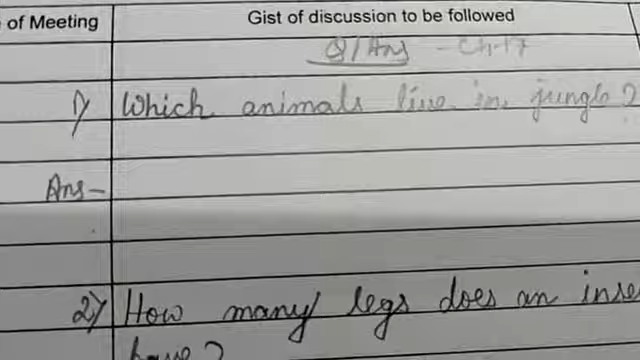 of Meeting Gist of discussion to be followed
Q/Ans - Ch-17
1) Which animals live in jungle?
Ans-
2) How many legs does an inse
have?